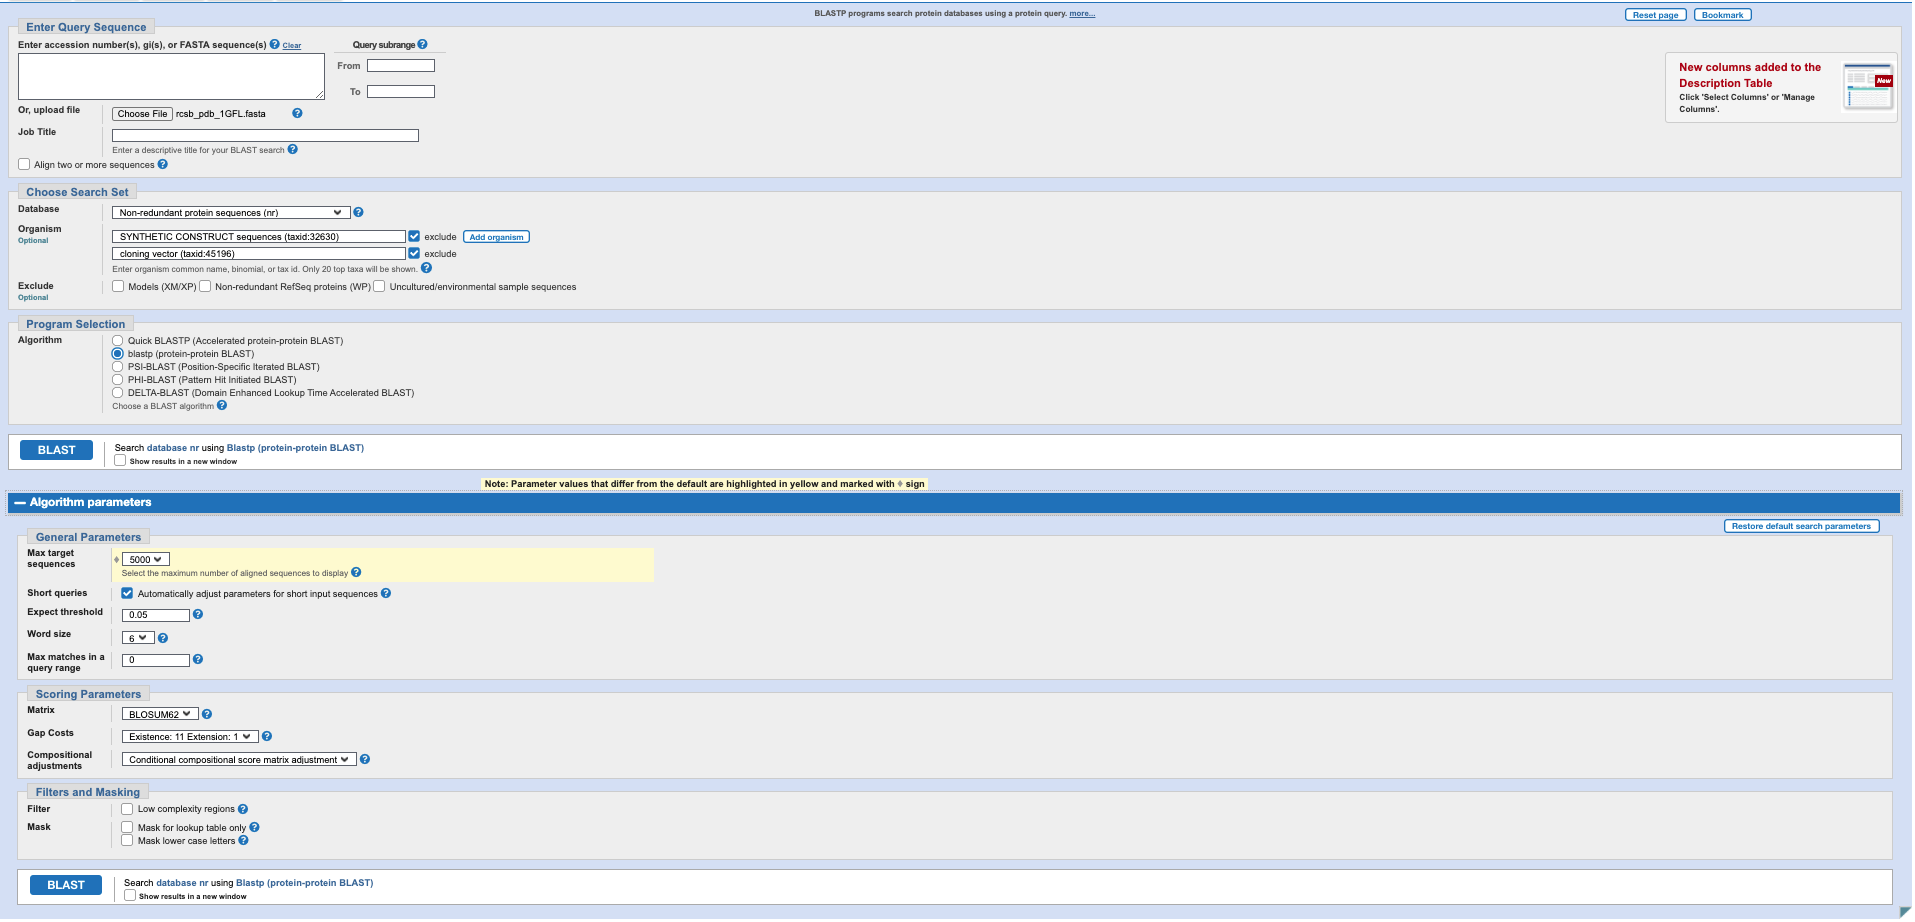 BLASTP programs search protein databases using a protein query. more...
Reset page
Bookmark
Enter Query Sequence
Enter accession number(s), gi(s), or FASTA sequence(s) ? Clear
Query subrange ?
From
To
New columns added to the
Description Table
Click 'Select Columns' or 'Manage
Columns'.
New
Or, upload file
Choose File rcsb_pdb_1GFL.fasta ?
Job Title
Enter a descriptive title for your BLAST search ?
Align two or more sequences ?
Choose Search Set
Database
Non-redundant protein sequences (nr) ?
Organism
Optional
SYNTHETIC CONSTRUCT sequences (taxid:32630) exclude Add organism
cloning vector (taxid:45196) exclude
Enter organism common name, binomial, or tax id. Only 20 top taxa will be shown. ?
Exclude
Optional
Models (XM/XP) Non-redundant RefSeq proteins (WP) Uncultured/environmental sample sequences
Program Selection
Algorithm
Quick BLASTP (Accelerated protein-protein BLAST)
blastp (protein-protein BLAST)
PSI-BLAST (Position-Specific Iterated BLAST)
PHI-BLAST (Pattern Hit Initiated BLAST)
DELTA-BLAST (Domain Enhanced Lookup Time Accelerated BLAST)
Choose a BLAST algorithm ?
BLAST
Search database nr using Blastp (protein-protein BLAST)
Show results in a new window
Note: Parameter values that differ from the default are highlighted in yellow and marked with ♦ sign
— Algorithm parameters
Restore default search parameters
General Parameters
Max target
sequences
♦ 5000
Select the maximum number of aligned sequences to display ?
Short queries
Automatically adjust parameters for short input sequences ?
Expect threshold
0.05 ?
Word size
6 ?
Max matches in a
query range
0 ?
Scoring Parameters
Matrix
BLOSUM62 ?
Gap Costs
Existence: 11 Extension: 1 ?
Compositional
adjustments
Conditional compositional score matrix adjustment ?
Filters and Masking
Filter
Low complexity regions ?
Mask
Mask for lookup table only ?
Mask lower case letters ?
BLAST
Search database nr using Blastp (protein-protein BLAST)
Show results in a new window